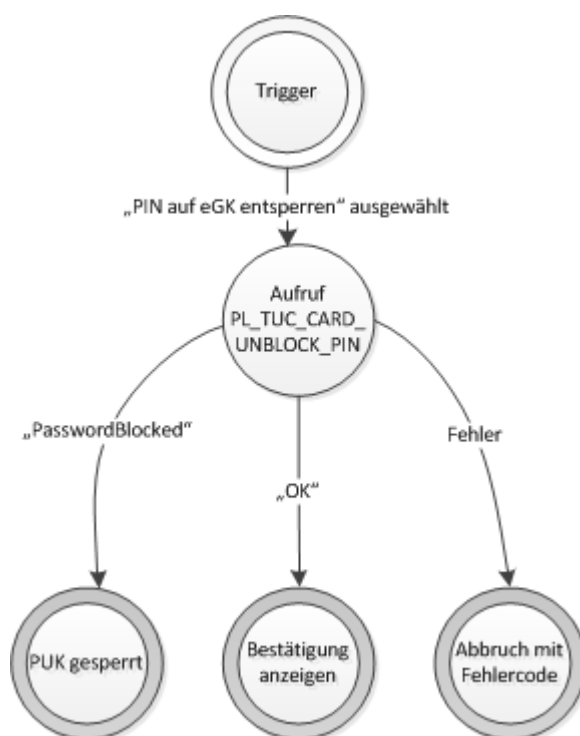 Trigger
„PIN auf eGK entsperren“ ausgewählt
Aufruf
PL_TUC_CARD_
UNBLOCK_PIN
„PasswordBlocked“
Fehler
„OK“
PUK gesperrt
Bestätigung
anzeigen
Abbruch mit
Fehlercode